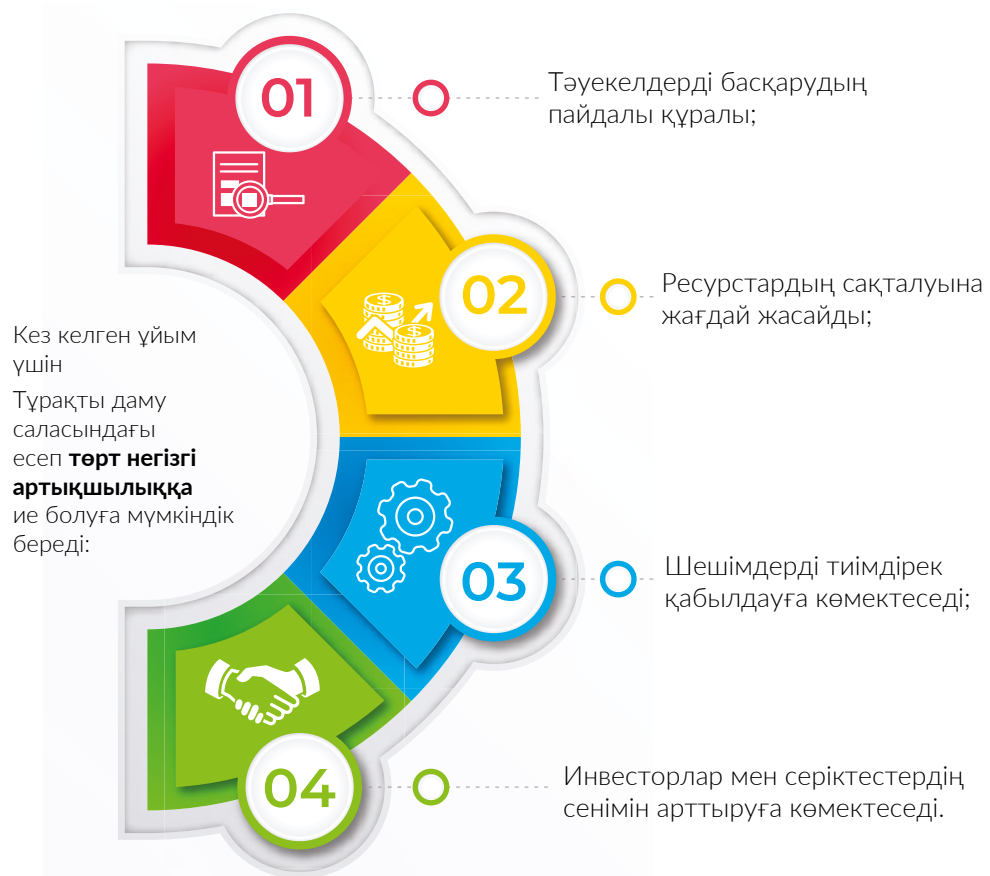 Кез келген ұйым
үшін
Тұрақты даму
саласындағы
есеп төрт негізгі
артықшылыққа
ие болуға мүмкіндік
береді:
01
Тәуекелдерді басқарудың
пайдалы құралы;
02
Ресурстардың сақталуына
жағдай жасайды;
03
Шешімдерді тиімдірек
қабылдауға көмектеседі;
04
Инвесторлар мен серіктестердің
сенімін арттыруға көмектеседі.